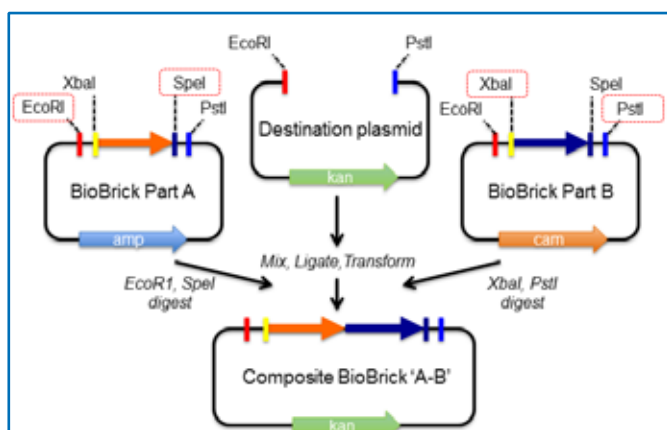 EcoRI
PstI
XbaI
SpeI
EcoRI
PstI
BioBrick Part A
amp
Destination plasmid
kan
XbaI
SpeI
EcoRI
PstI
BioBrick Part B
cam
Mix, Ligate,Transform
EcoR1, SpeI
digest
XbaI, PstI
digest
Composite BioBrick ‘A-B’
kan